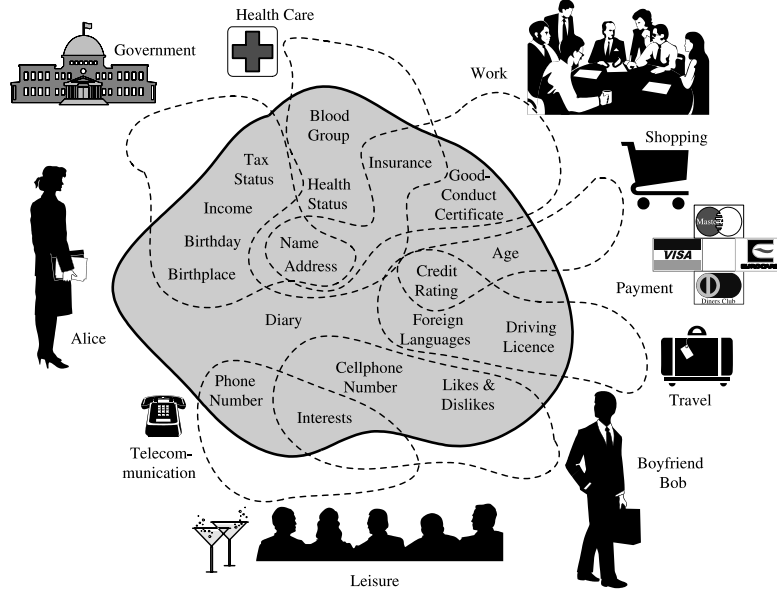 Health Care
Government
Work
Blood
Group
Shopping
Insurance
Tax
Status
Good-
Conduct
Certificate
Health
Status
Income
Master
Birthday
Name
Age
VISA
EUROCARD
Birthplace
Address
Credit
Rating
Payment
Diners Club
Diary
Foreign
Languages
Driving
Licence
Alice
Cellphone
Number
Phone
Number
Likes &
Dislikes
Travel
Interests
Telecom-
munication
Boyfriend
Bob
Leisure